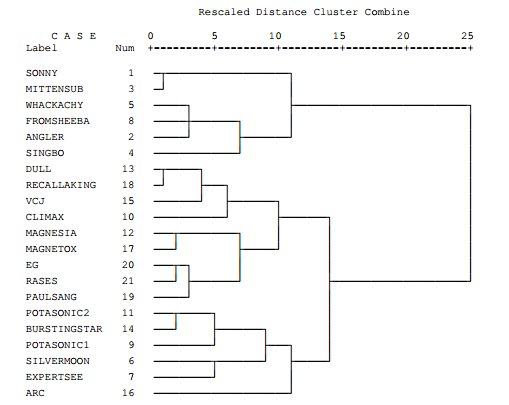 Rescaled Distance Cluster Combine
C A S E 0 5 10 15 20 25
Label Num +---------+---------+---------+---------+---------+
SONNY 1
MITTENSUB 3
WHACKACHY 5
FROMSHEEBA 8
ANGLER 2
SINGBO 4
DULL 13
RECALLAKING 18
VCJ 15
CLIMAX 10
MAGNESIA 12
MAGNETOX 17
EG 20
RASES 21
PAULSANG 19
POTASONIC2 11
BURSTINGSTAR 14
POTASONIC1 9
SILVERMOON 6
EXPERTSEE 7
ARC 16